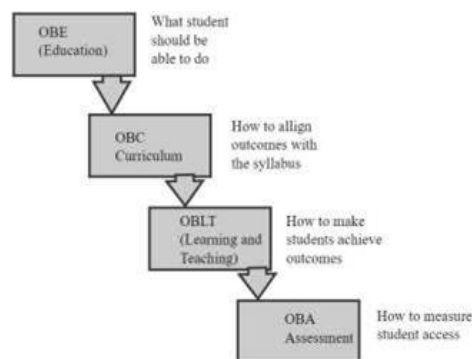 OBE
(Education)
What student
should be
able to do
OBC
Curriculum
How to allign
outcomes with
the syllabus
OBLT
(Learning and
Teaching)
How to make
students achieve
outcomes
OBA
Assessment
How to measure
student access